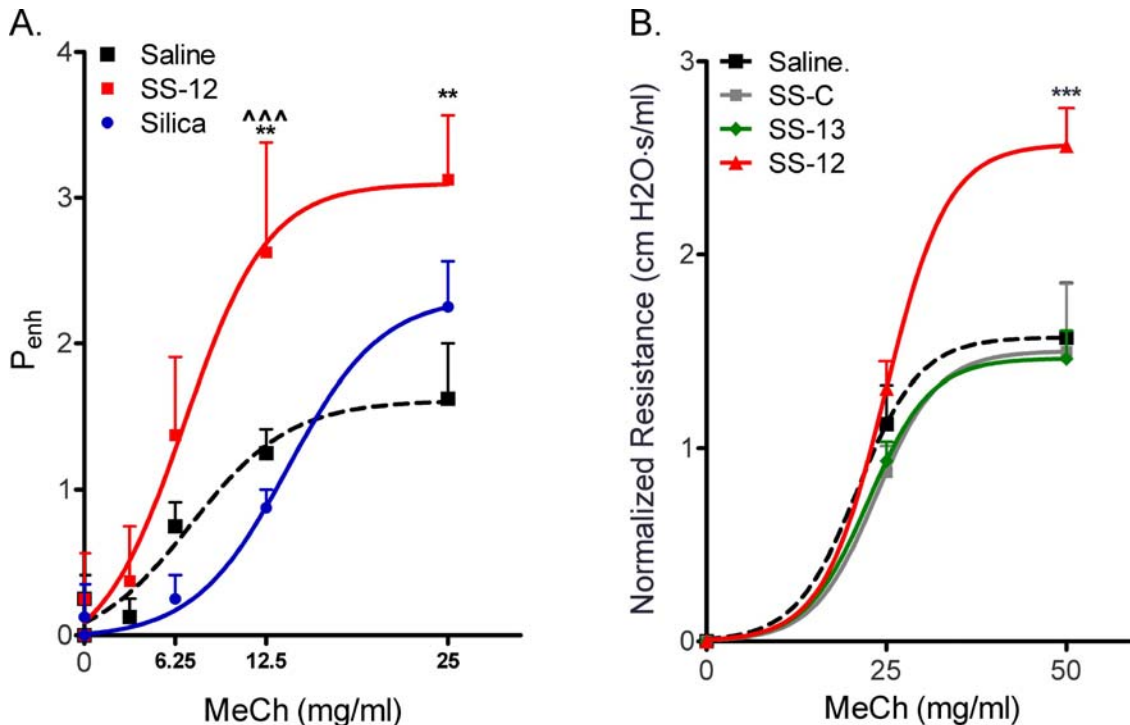 A.
4
3
2
1
0
P_enh
Saline
SS-12
Silica
^^^
**
**
0
6.25
12.5
25
MeCh (mg/ml)
B.
3
2
1
0
Normalized Resistance (cm H2O·s/ml)
Saline.
SS-C
SS-13
SS-12
***
0
25
50
MeCh (mg/ml)